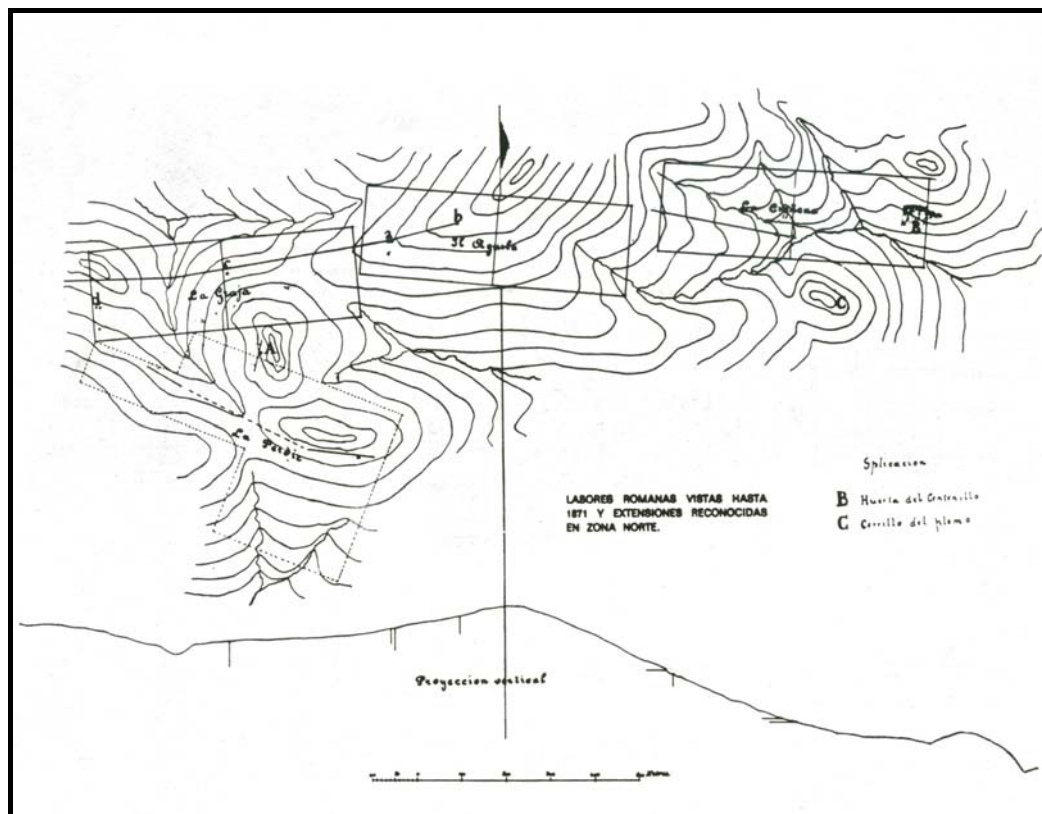 b
El Aguila
a
B
La Graja
d
C
A
La Perdiz
Splicacion
LABORES ROMANAS VISTAS HASTA
1871 Y EXTENSIONES RECONOCIDAS
EN ZONA NORTE.
B Huerta del Centenillo
C Cerrillo del plomo
Proyeccion vertical